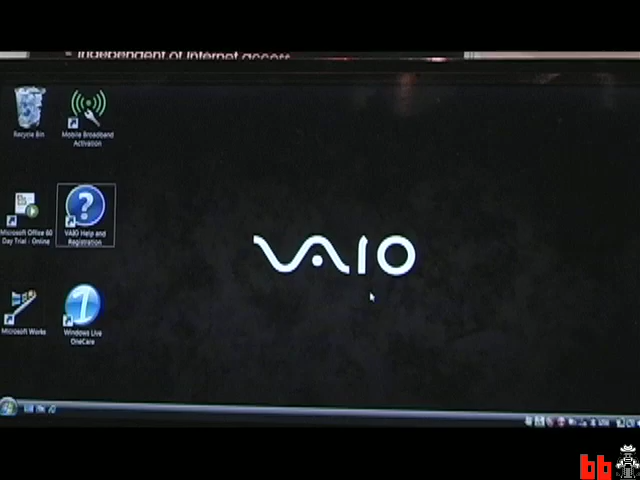 Independent of Internet access
Recycle Bin
Mobile Broadband
Activation
Microsoft Office 60
Day Trial - Online
VAIO Help and
Registration
Microsoft Works
Windows Live
OneCare
VAIO
bb